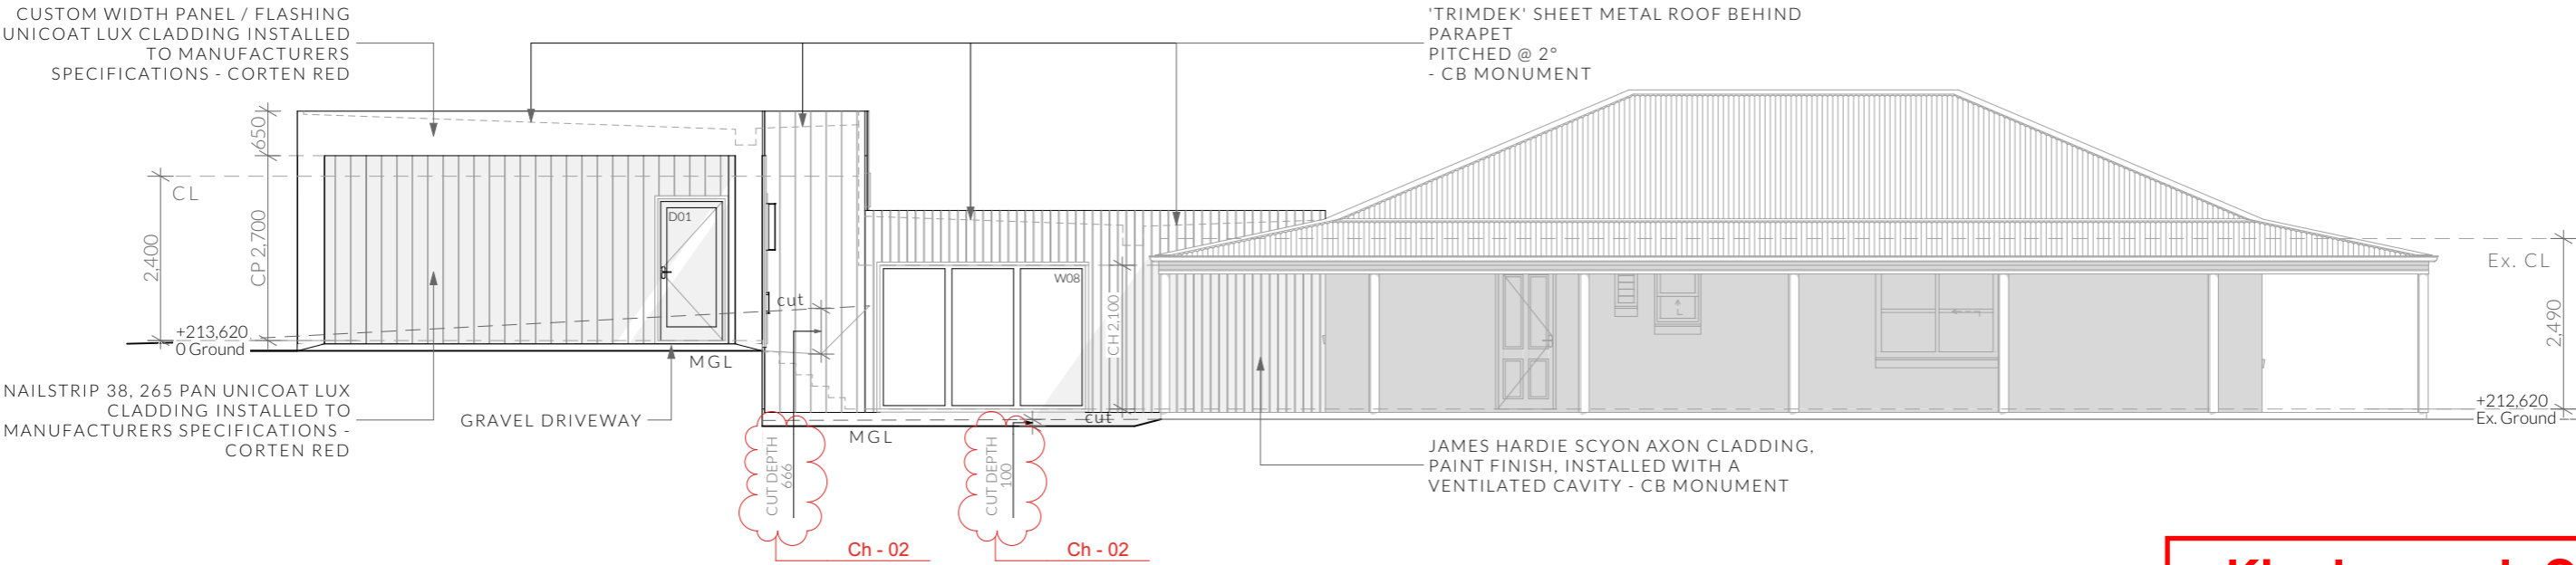 CUSTOM WIDTH PANEL / FLASHING
UNICOAT LUX CLADDING INSTALLED
TO MANUFACTURERS
SPECIFICATIONS - CORTEN RED
'TRIMDEK' SHEET METAL ROOF BEHIND
PARAPET
PITCHED @ 2°
- CB MONUMENT
650
CL
2,400
CP 2,700
D01
W08
cut
CH 2,100
Ex. CL
2,490
+213,620
0 Ground
MGL
+212,620
Ex. Ground
NAILSTRIP 38, 265 PAN UNICOAT LUX
CLADDING INSTALLED TO
MANUFACTURERS SPECIFICATIONS -
CORTEN RED
GRAVEL DRIVEWAY
cut
MGL
CUT DEPTH
666
CUT DEPTH
100
JAMES HARDIE SCYON AXON CLADDING,
PAINT FINISH, INSTALLED WITH A
VENTILATED CAVITY - CB MONUMENT
Ch - 02
Ch - 02